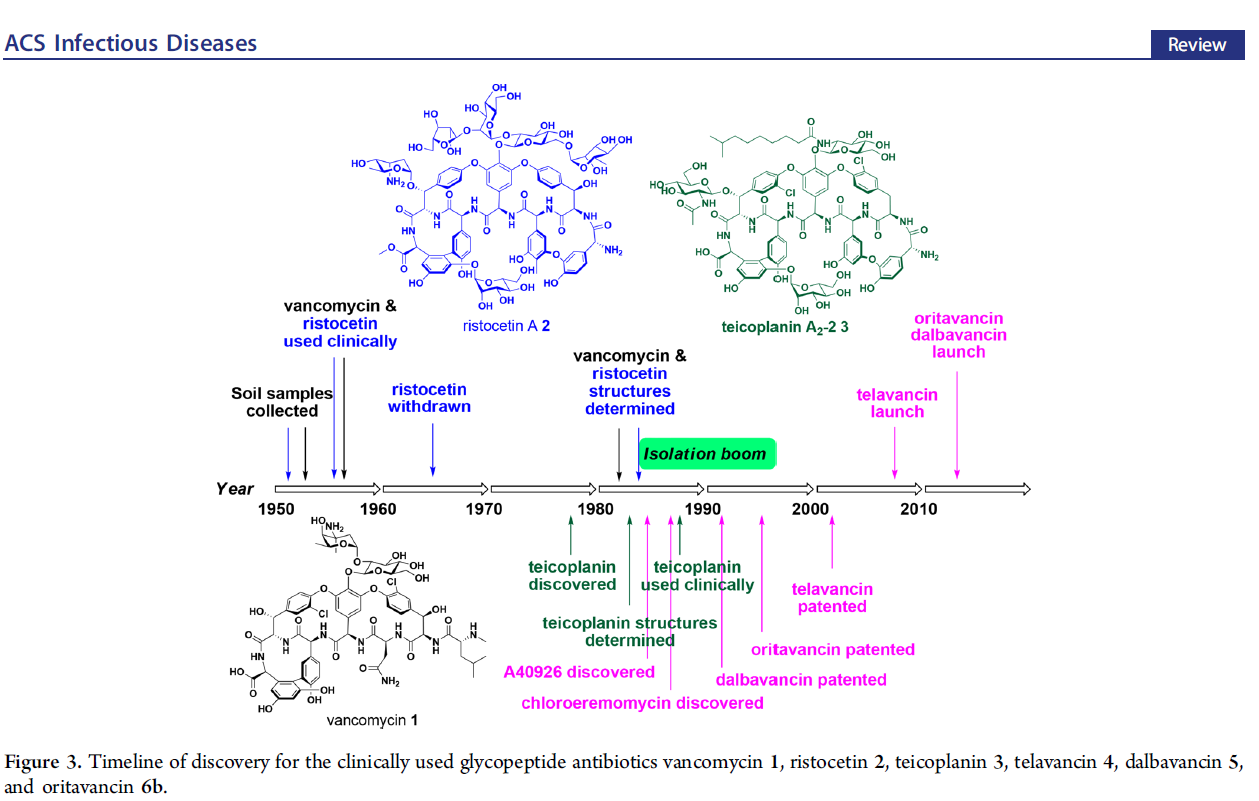 ACS Infectious Diseases
Review
ristocetin A 2
teicoplanin A2-2 3
vancomycin &
ristocetin
used clinically
Soil samples
collected
ristocetin
withdrawn
vancomycin &
ristocetin
structures
determined
oritavancin
dalbavancin
launch
telavancin
launch
Isolation boom
Year
1950
1960
1970
1980
1990
2000
2010
teicoplanin
discovered
teicoplanin
used clinically
teicoplanin structures
determined
telavancin
patented
oritavancin patented
A40926 discovered
dalbavancin patented
chloroeremomycin discovered
vancomycin 1
Figure 3. Timeline of discovery for the clinically used glycopeptide antibiotics vancomycin 1, ristocetin 2, teicoplanin 3, telavancin 4, dalbavancin 5,
and oritavancin 6b.